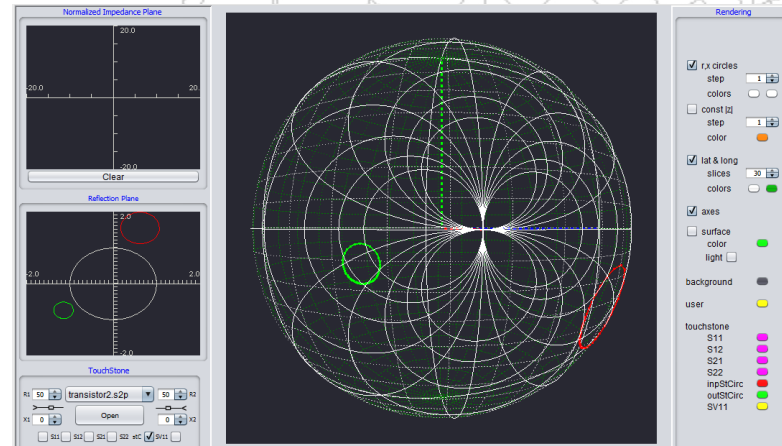 Normalized Impedance Plane
20.0
-20.0
20.
-20.0
Clear
Reflection Plane
2.0
-2.0
2.0
-2.0
TouchStone
R1 50 transistor2.s2p 50 R2
X1 0 Open 0 X2
S11 S12 S21 S22 stC SV11
Rendering
r,x circles
step 1
colors
const |z|
step 1
color
lat & long
slices 30
colors
axes
surface
color
light
background
user
touchstone
S11
S12
S21
S22
inpStCirc
outStCirc
SV11